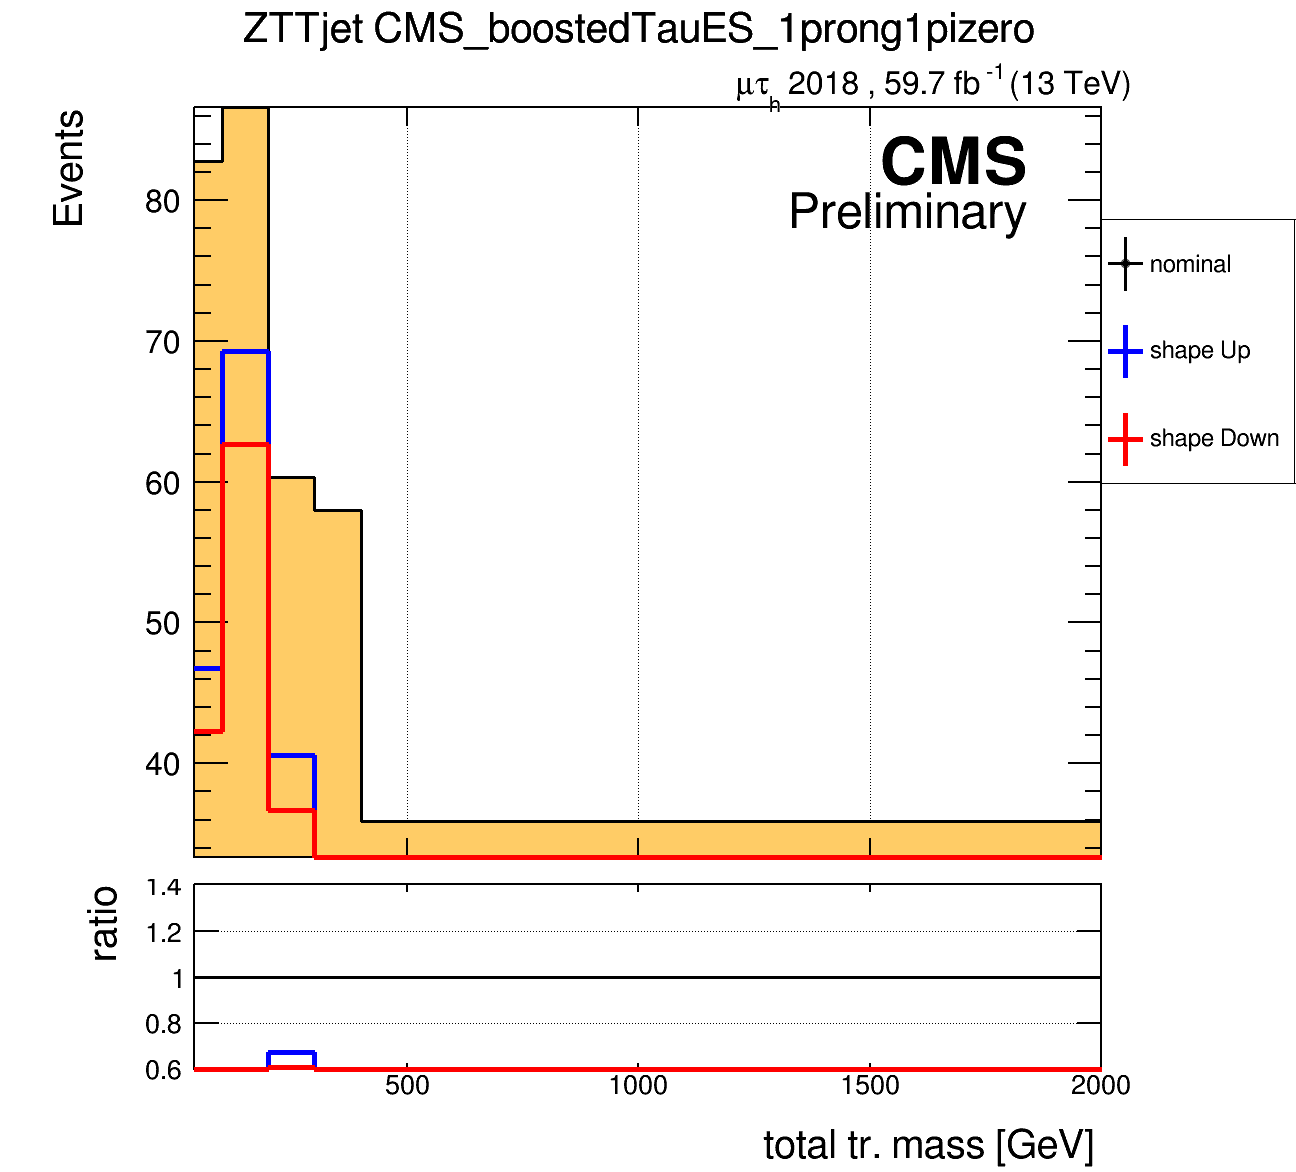 ZTTjet CMS_boostedTauES_1prong1pizero
μτh 2018 , 59.7 fb-1 (13 TeV)
Events
CMS
Preliminary
80
70
60
50
40
nominal
shape Up
shape Down
ratio
1.4
1.2
1
0.8
0.6
500 1000 1500 2000
total tr. mass [GeV]